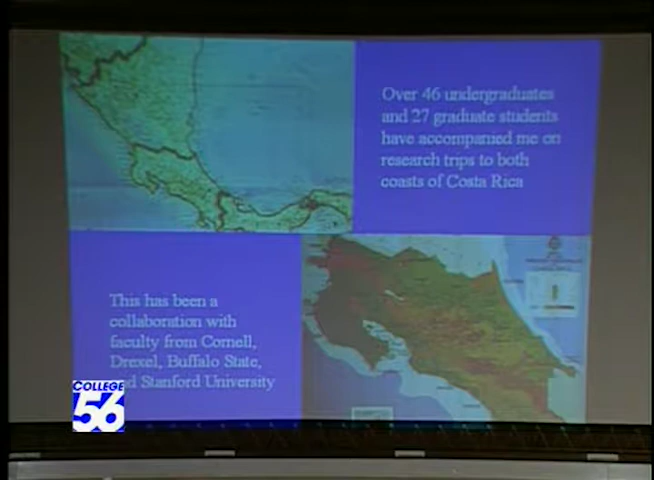 Over 46 undergraduates
and 27 graduate students
have accompanied me on
research trips to both
coasts of Costa Rica
This has been a
collaboration with
faculty from Cornell,
Drexel, Buffalo State,
and Stanford University
COLLEGE
56